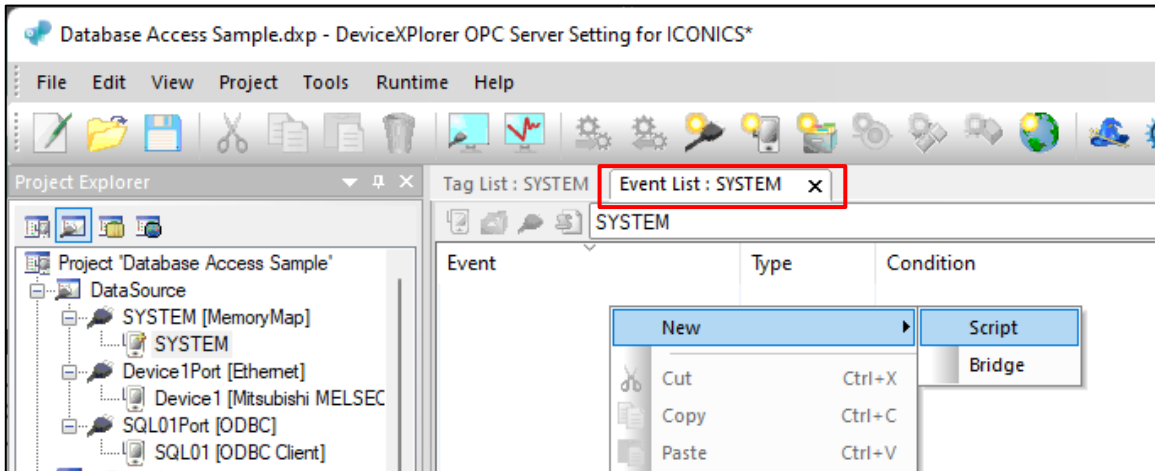 Database Access Sample.dxp - DeviceXPlorer OPC Server Setting for ICONICS*
File Edit View Project Tools Runtime Help
Project Explorer
Tag List : SYSTEM
Event List : SYSTEM
SYSTEM
Project 'Database Access Sample'
DataSource
SYSTEM [MemoryMap]
SYSTEM
Device1Port [Ethernet]
Device1 [Mitsubishi MELSEC
SQL01Port [ODBC]
SQL01 [ODBC Client]
Event Type Condition
New
Cut Ctrl+X
Copy Ctrl+C
Paste Ctrl+V
Script
Bridge